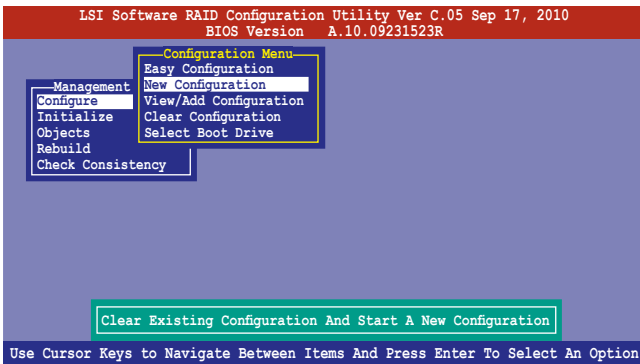 LSI Software RAID Configuration Utility Ver C.05 Sep 17, 2010
BIOS Version A.10.09231523R
Configuration Menu
Easy Configuration
New Configuration
View/Add Configuration
Clear Configuration
Select Boot Drive
Management
Configure
Initialize
Objects
Rebuild
Check Consistency
Clear Existing Configuration And Start A New Configuration
Use Cursor Keys to Navigate Between Items And Press Enter To Select An Option